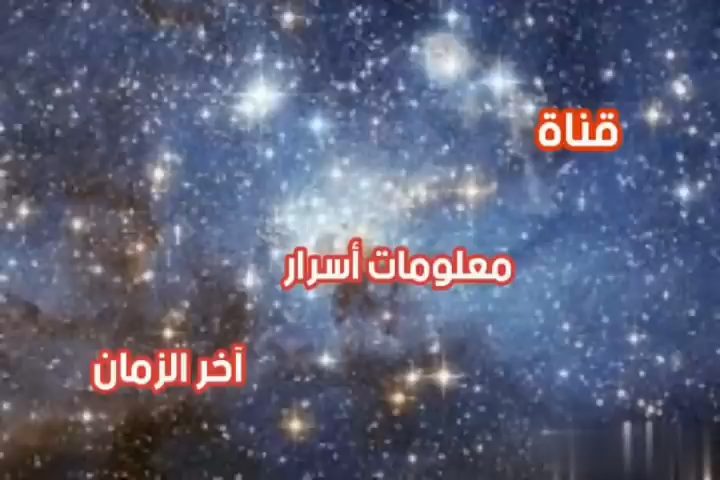 قناة
معلومات أسرار
آخر الزمان